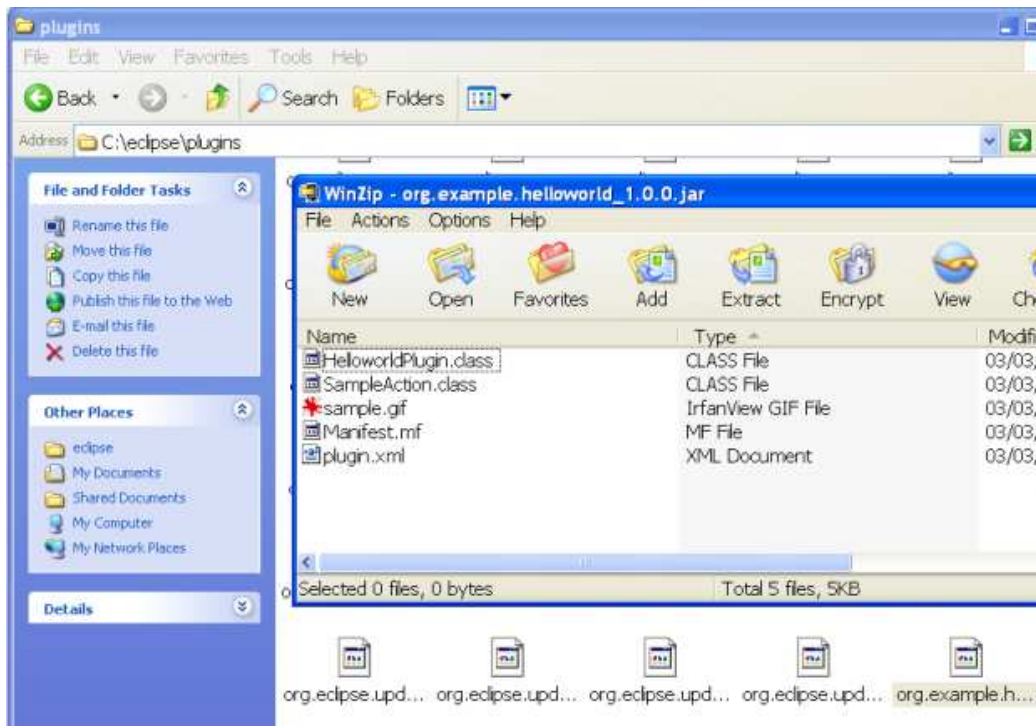 plugins
File Edit View Favorites Tools Help
Back Search Folders
Address C:\eclipse\plugins
File and Folder Tasks
Rename this file
Move this file
Copy this file
Publish this file to the Web
E-mail this file
Delete this file
Other Places
eclipse
My Documents
Shared Documents
My Computer
My Network Places
Details
WinZip - org.example.helloworld_1.0.0.jar
File Actions Options Help
New Open Favorites Add Extract Encrypt View Ch
Name Type Modifi
HelloworldPlugin.class CLASS File 03/03,
SampleAction.class CLASS File 03/03,
sample.gif IrfanView GIF File 03/03,
Manifest.mf MF File 03/03,
plugin.xml XML Document 03/03,
Selected 0 files, 0 bytes Total 5 files, 5KB
org.eclipse.upd... org.eclipse.upd... org.eclipse.upd... org.eclipse.upd... org.example.h...